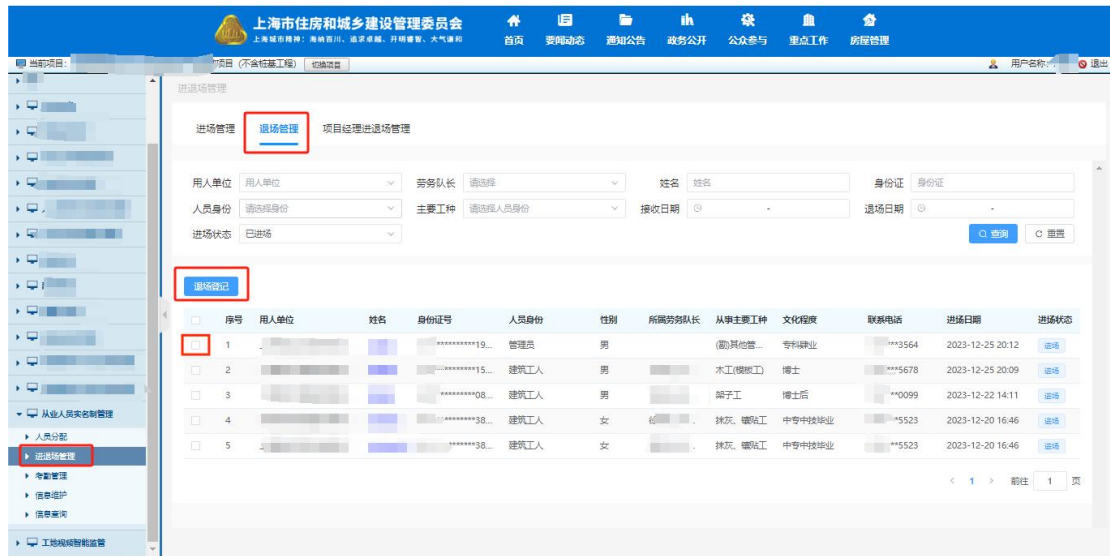 上海市住房和城乡建设管理委员会
上海城市精神：海纳百川、追求卓越、开明睿智、大气谦和
首页 要闻动态 通知公告 政务公开 公众参与 重点工作 房屋管理
当前项目： 项目（不含桩基工程） 切换项目 用户名称： 退出
进退场管理
进场管理 退场管理 项目经理进退场管理
用人单位 用人单位 劳务队长 请选择 姓名 姓名 身份证 身份证
人员身份 请选择身份 主要工种 请选择人员身份 接收日期 - 退场日期 -
进场状态 已进场 查询 重置
退场登记
序号 用人单位 姓名 身份证号 人员身份 性别 所属劳务队长 从事主要工种 文化程度 联系电话 进场日期 进场状态
1 **********19... 管理员 男 (勘)其他管... 专科肄业 ***3564 2023-12-25 20:12 进场
2 ********15... 建筑工人 男 木工(模板工) 博士 ***5678 2023-12-25 20:09 进场
3 *********08... 建筑工人 男 架子工 博士后 **0099 2023-12-22 14:11 进场
4 *********38... 建筑工人 女 抹灰、镶贴工 中专中技毕业 **5523 2023-12-20 16:46 进场
5 *******38... 建筑工人 女 抹灰、镶贴工 中专中技毕业 **5523 2023-12-20 16:46 进场
< 1 > 前往 1 页
从业人员实名制管理
人员分配
进退场管理
考勤管理
信息维护
信息查询
工地视频智能监管